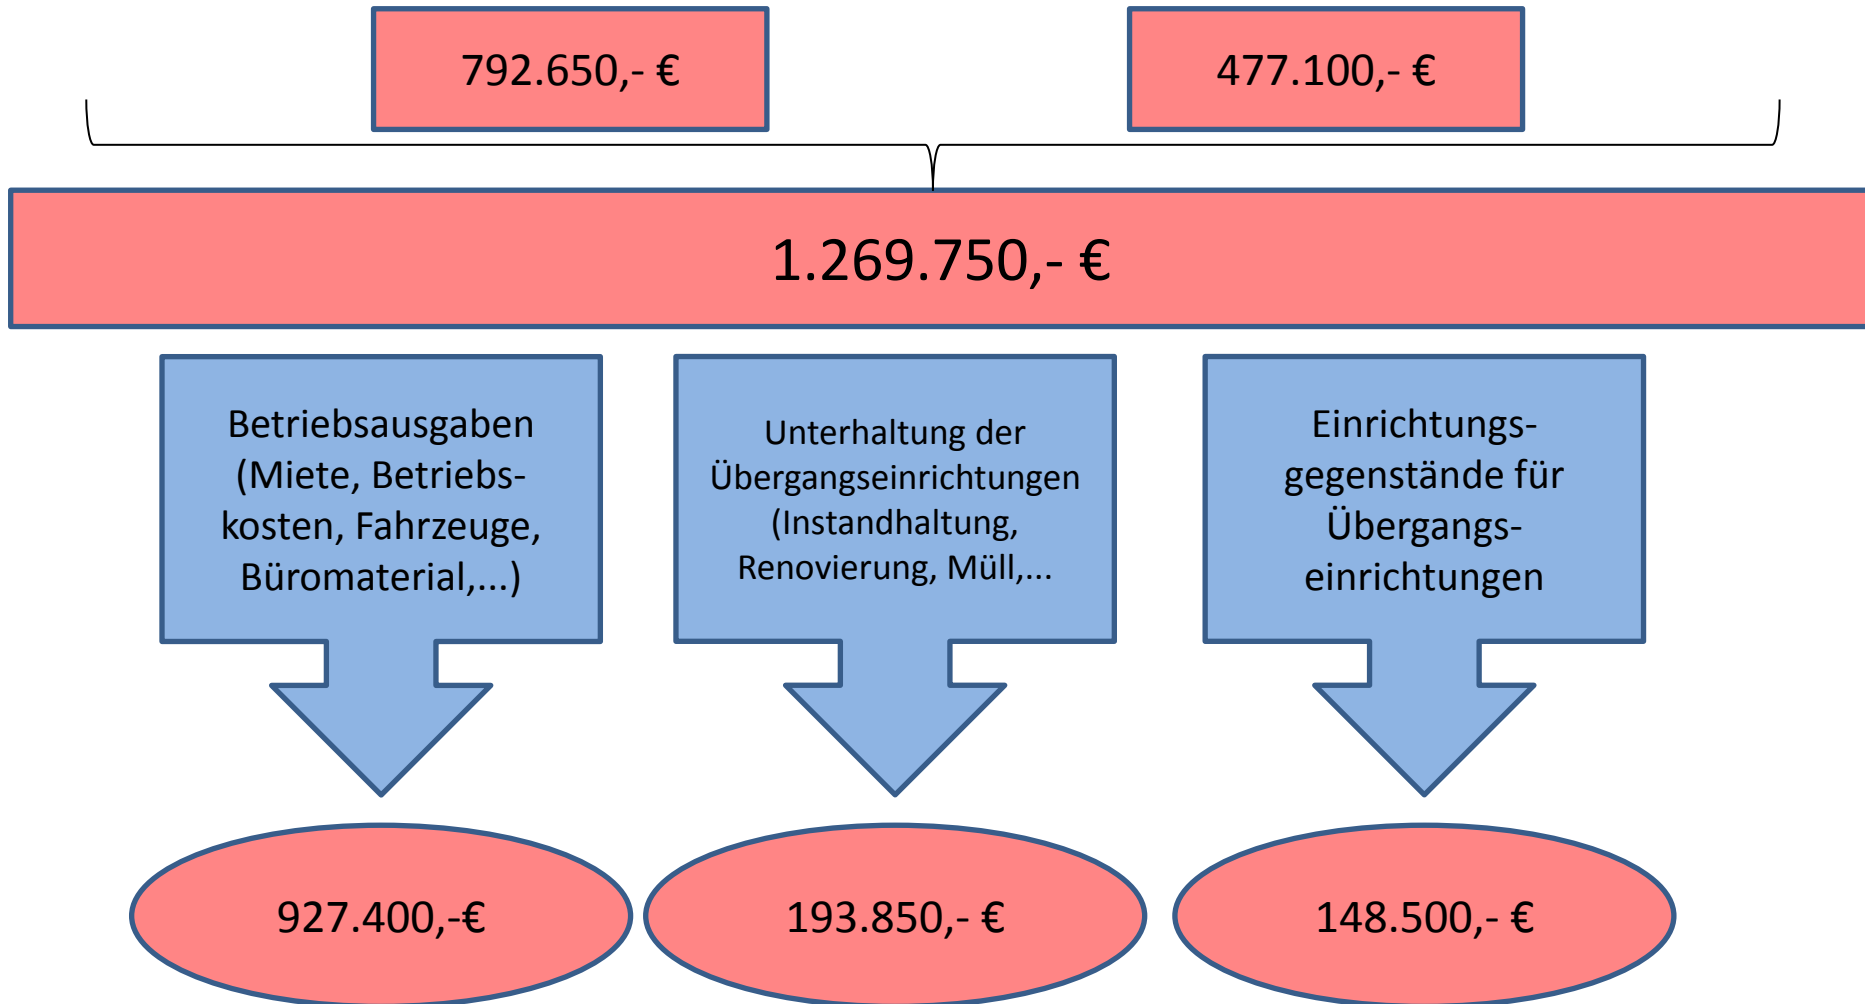 792.650,- €
477.100,- €
1.269.750,- €
Betriebsausgaben
(Miete, Betriebs-
kosten, Fahrzeuge,
Büromaterial,...)
Unterhaltung der
Übergangseinrichtungen
(Instandhaltung,
Renovierung, Müll,...
Einrichtungs-
gegenstände für
Übergangs-
einrichtungen
927.400,-€
193.850,- €
148.500,- €